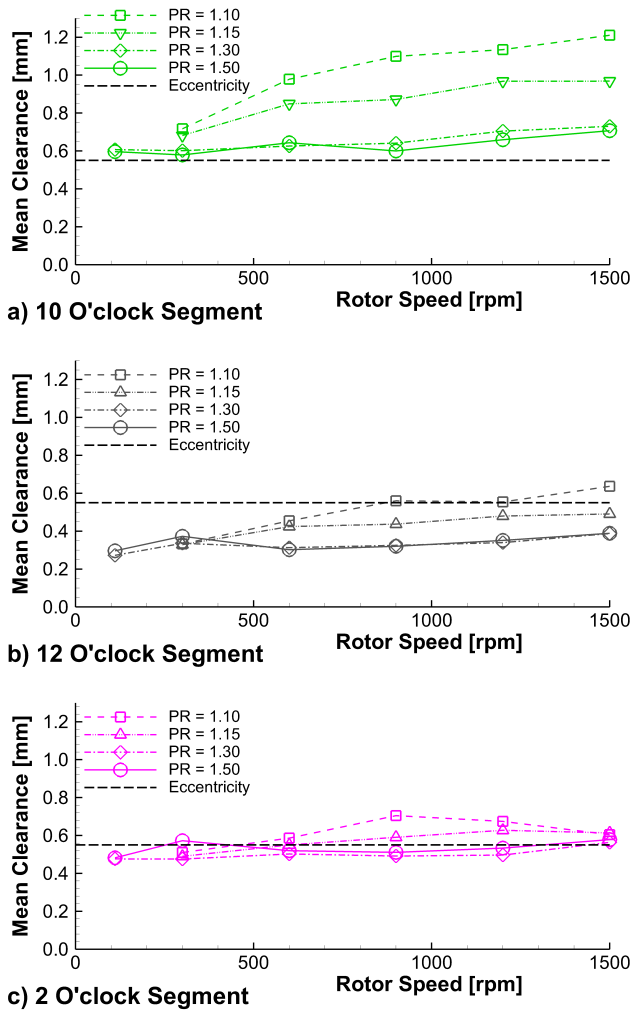 PR = 1.10
PR = 1.15
PR = 1.30
PR = 1.50
Eccentricity
Mean Clearance [mm]
1.2
1.0
0.8
0.6
0.4
0.2
0.0
0 500 1000 1500
Rotor Speed [rpm]
a) 10 O'clock Segment
PR = 1.10
PR = 1.15
PR = 1.30
PR = 1.50
Eccentricity
Mean Clearance [mm]
1.2
1.0
0.8
0.6
0.4
0.2
0.0
0 500 1000 1500
Rotor Speed [rpm]
b) 12 O'clock Segment
PR = 1.10
PR = 1.15
PR = 1.30
PR = 1.50
Eccentricity
Mean Clearance [mm]
1.2
1.0
0.8
0.6
0.4
0.2
0.0
0 500 1000 1500
Rotor Speed [rpm]
c) 2 O'clock Segment